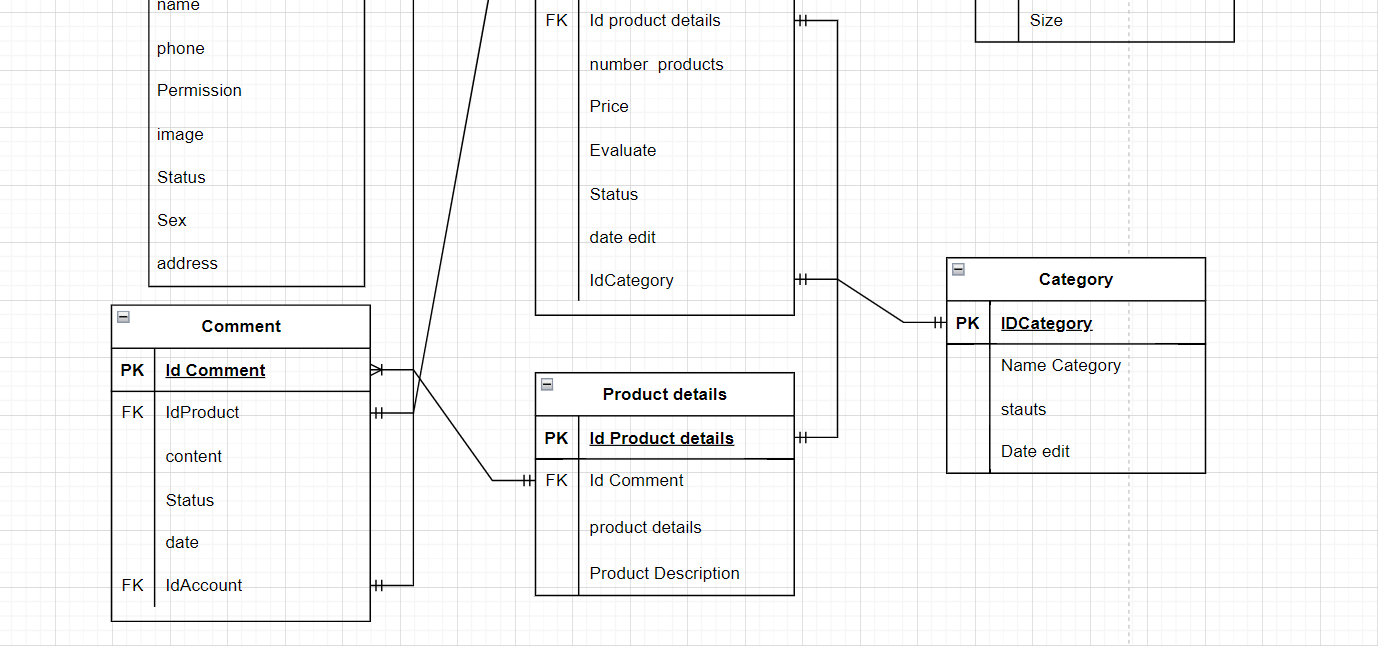 name
phone
Permission
image
Status
Sex
address
Comment
PK Id Comment
FK IdProduct
content
Status
date
FK IdAccount
FK Id product details
number products
Price
Evaluate
Status
date edit
IdCategory
Product details
PK Id Product details
FK Id Comment
product details
Product Description
Size
Category
PK IDCategory
Name Category
stauts
Date edit